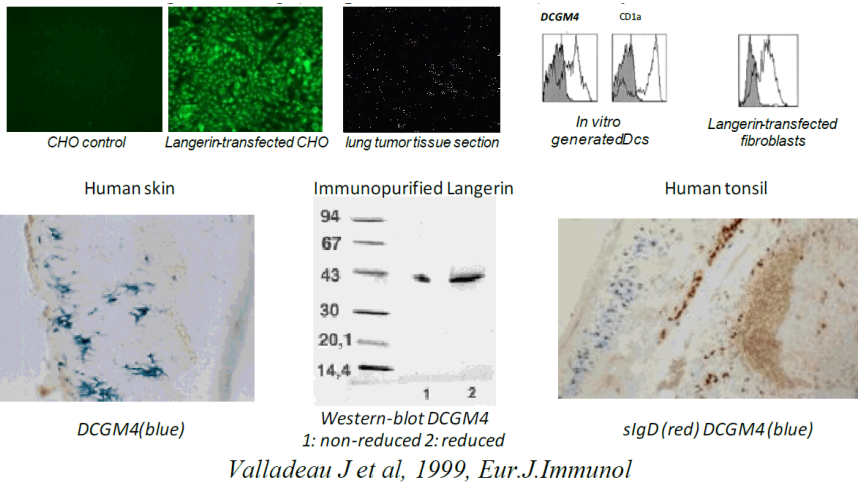 DCGM4
CD1a
CHO control
Langerin-transfected CHO
lung tumor tissue section
In vitro
generatedDcs
Langerin-transfected
fibroblasts
Human skin
Immunopurified Langerin
Human tonsil
94
67
43
30
20,1
14,4
1 2
DCGM4(blue)
Western-blot DCGM4
1: non-reduced 2: reduced
sIgD (red) DCGM4 (blue)
Valladeau J et al, 1999, Eur.J.Immunol